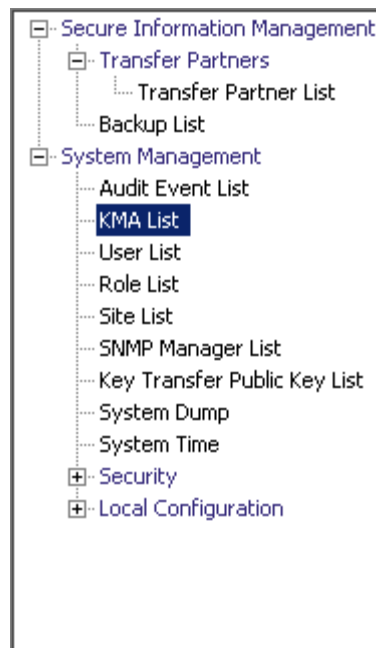 Secure Information Management
Transfer Partners
Transfer Partner List
Backup List
System Management
Audit Event List
KMA List
User List
Role List
Site List
SNMP Manager List
Key Transfer Public Key List
System Dump
System Time
Security
Local Configuration